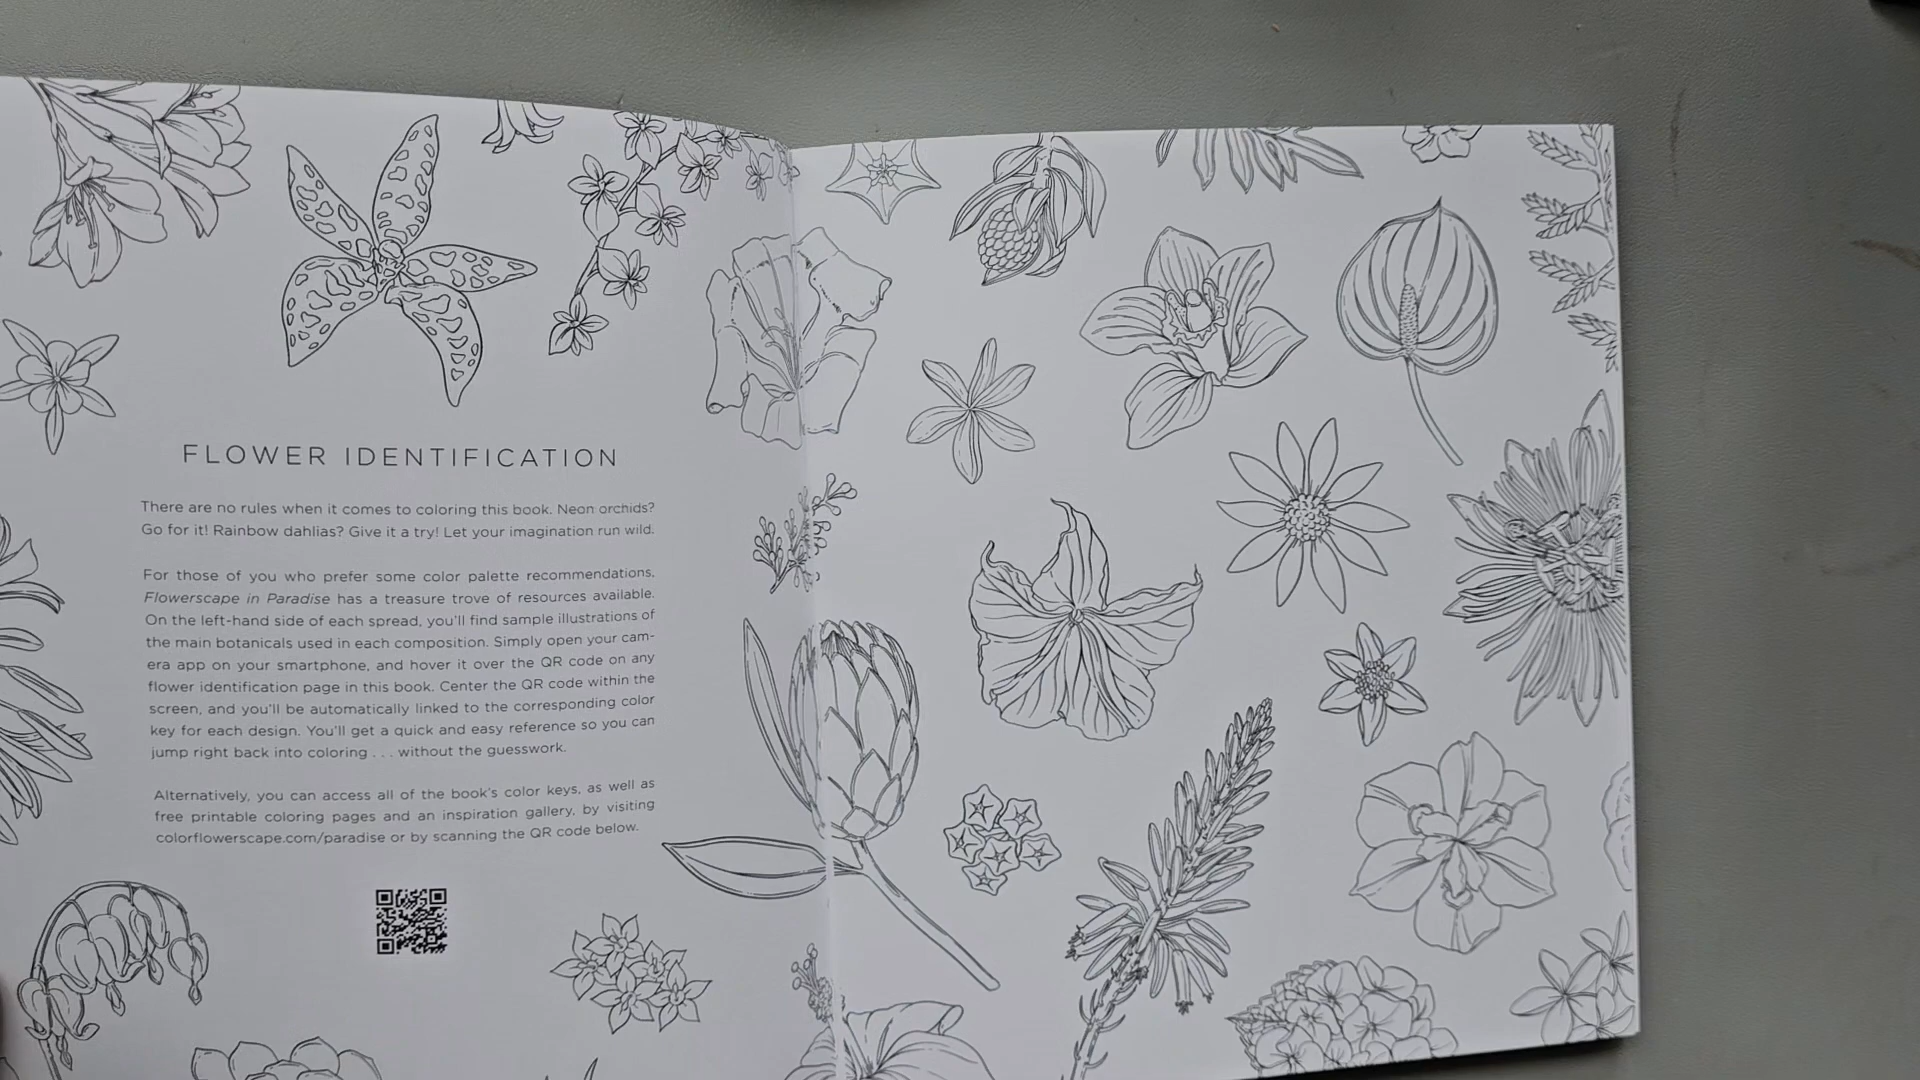 FLOWER IDENTIFICATION
There are no rules when it comes to coloring this book. Neon orchids?
Go for it! Rainbow dahlias? Give it a try! Let your imagination run wild.
For those of you who prefer some color palette recommendations,
Flowerscape in Paradise has a treasure trove of resources available.
On the left-hand side of each spread, you'll find sample illustrations of
the main botanicals used in each composition. Simply open your cam-
era app on your smartphone, and hover it over the QR code on any
flower identification page in this book. Center the QR code within the
screen, and you'll be automatically linked to the corresponding color
key for each design. You'll get a quick and easy reference so you can
jump right back into coloring . . . without the guesswork.
Alternatively, you can access all of the book's color keys, as well as
free printable coloring pages and an inspiration gallery, by visiting
colorflowerscape.com/paradise or by scanning the QR code below.